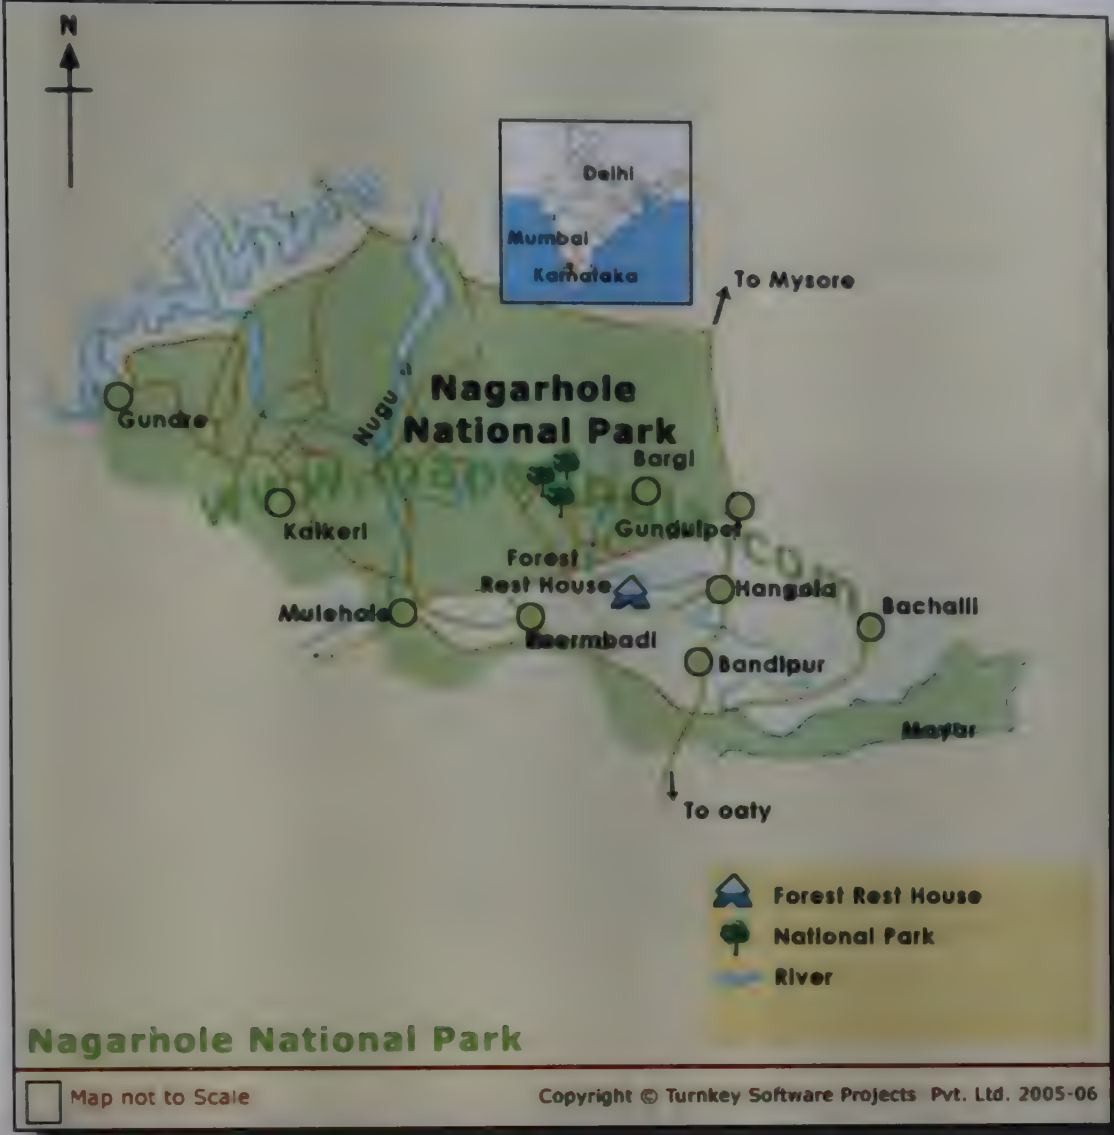 N
Delhi
Mumbai
Karnataka
To Mysore
Nagarhole
National Park
Nugu
Gundre
Bargi
Kalkeri
Gundulpet
Forest
Rest House
Hangala
Mulehole
Bachalli
Bandipur
To oaty
Forest Rest House
National Park
River
Nagarhole National Park
Map not to Scale
Copyright © Turnkey Software Projects Pvt. Ltd. 2005-06